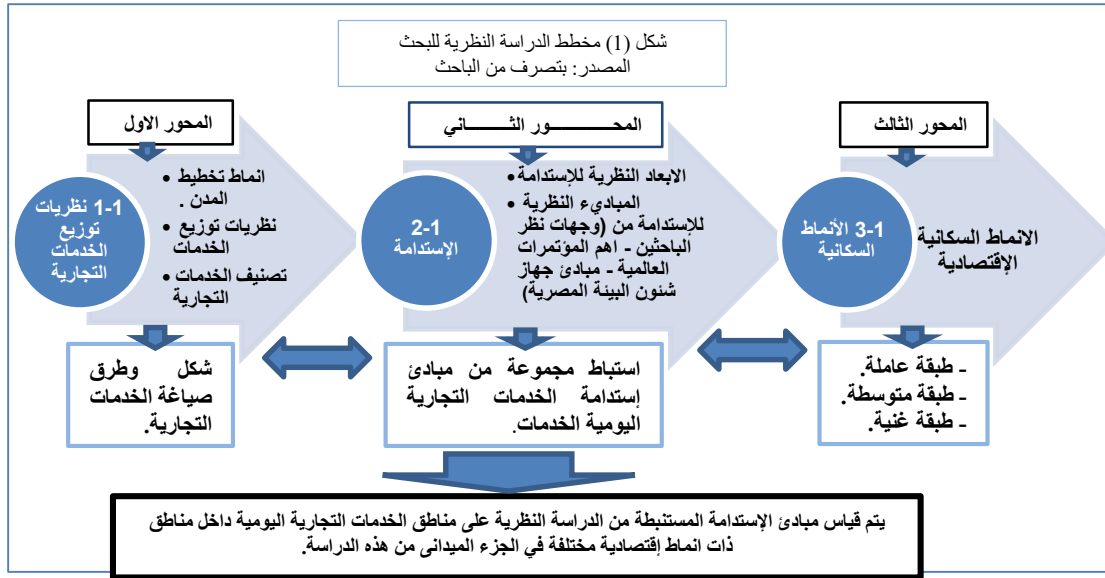 شكل (1) مخطط الدراسة النظرية للبحث
المصدر: بتصرف من الباحث
المحور الاول
1-1 نظريات
توزيع
الخدمات
التجارية
• انماط تخطيط
المدن .
• نظريات توزيع
الخدمات
• تصنيف الخدمات
التجارية
شكل وطرق
صياغة الخدمات
التجارية.
المحـــــــور الثـــــــاني
2-1
الإستدامة
• الابعاد النظرية للإستدامة
• المباديء النظرية
للإستدامة من (وجهات نظر
الباحثين - اهم المؤتمرات
العالمية - مبادئ جهاز
شئون البيئة المصرية)
استباط مجموعة من مبادئ
إستدامة الخدمات التجارية
اليومية الخدمات.
المحور الثالث
3-1 الأنماط
السكانية
الانماط السكانية
الإقتصادية
- طبقة عاملة.
- طبقة متوسطة.
- طبقة غنية.
يتم قياس مبادئ الإستدامة المستنبطة من الدراسة النظرية على مناطق الخدمات التجارية اليومية داخل مناطق
ذات انماط إقتصادية مختلفة في الجزء الميدانى من هذه الدراسة.